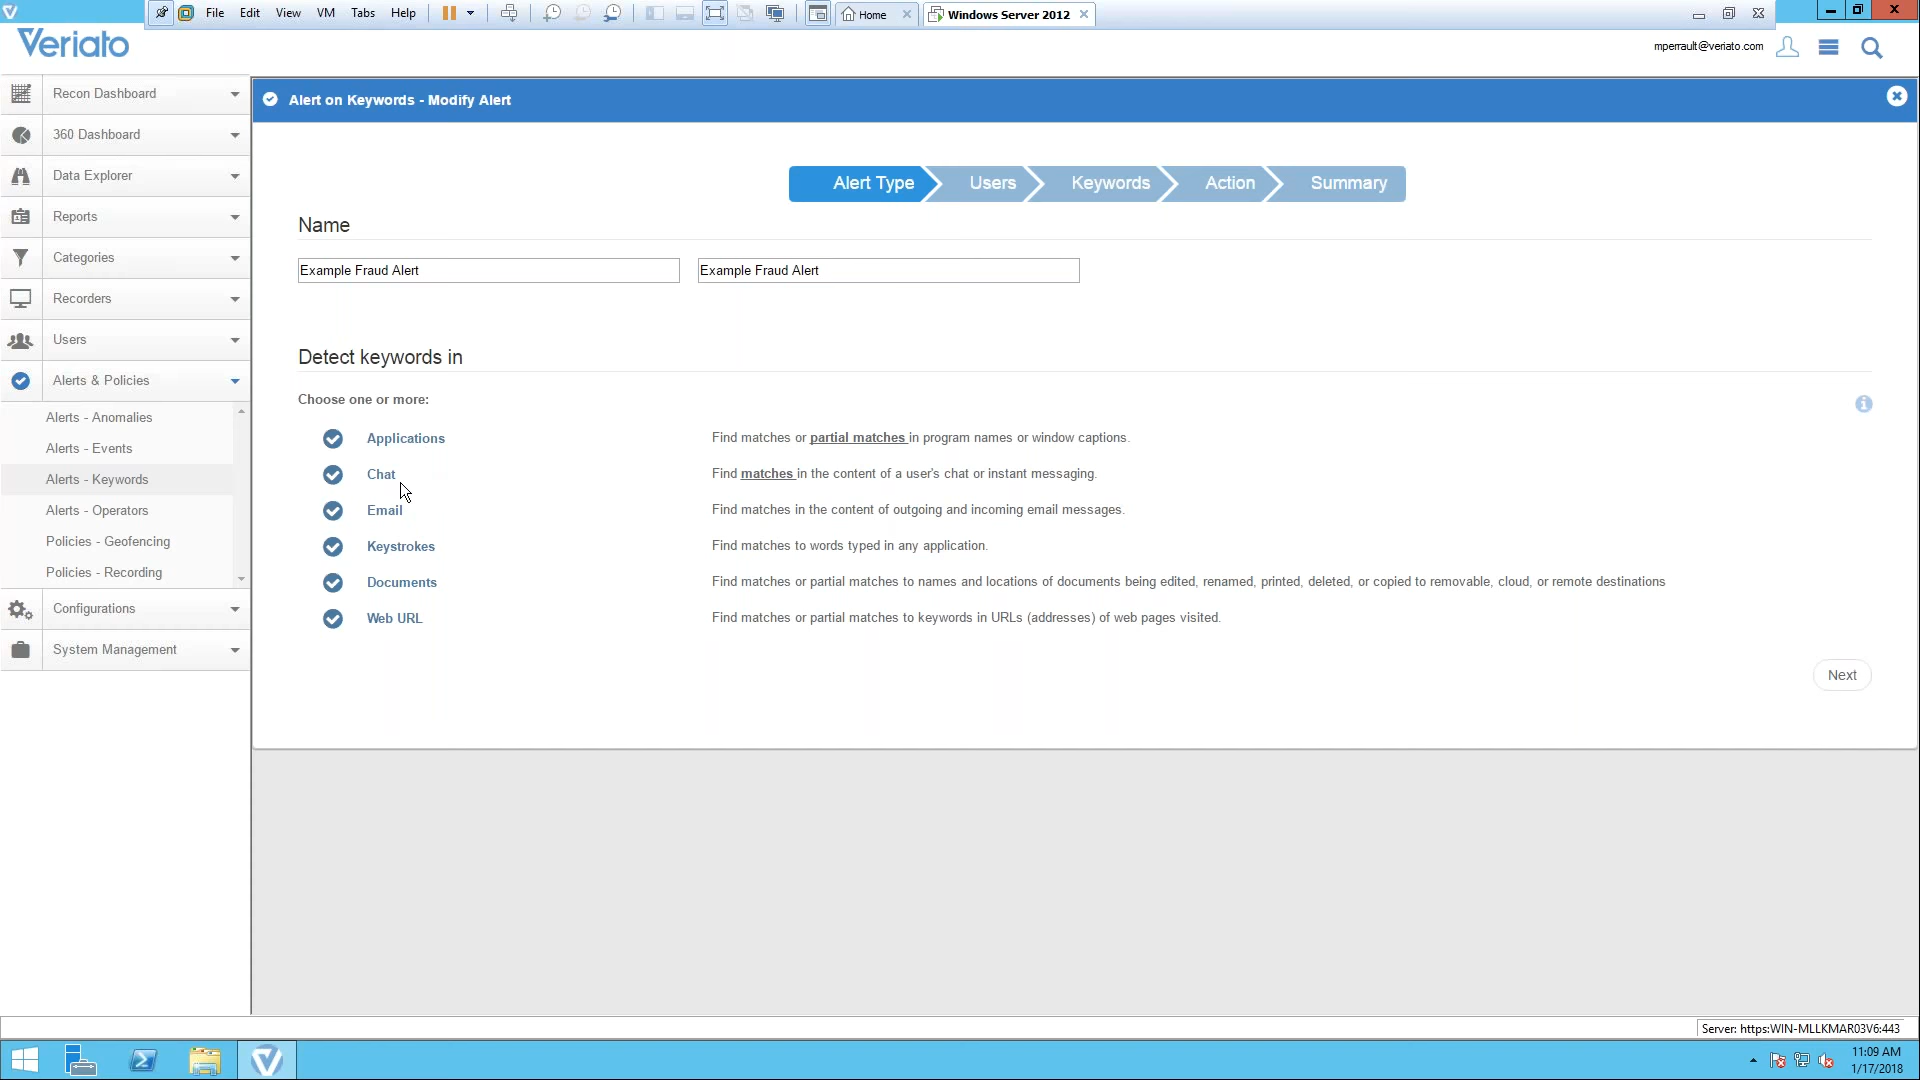 File Edit View VM Tabs Help Home Windows Server 2012
Veriato
mperrault@veriato.com
Recon Dashboard
360 Dashboard
Data Explorer
Reports
Categories
Recorders
Users
Alerts & Policies
Alerts - Anomalies
Alerts - Events
Alerts - Keywords
Alerts - Operators
Policies - Geofencing
Policies - Recording
Configurations
System Management
Alert on Keywords - Modify Alert
Alert Type Users Keywords Action Summary
Name
Example Fraud Alert Example Fraud Alert
Detect keywords in
Choose one or more:
Applications Find matches or partial matches in program names or window captions.
Chat Find matches in the content of a user's chat or instant messaging.
Email Find matches in the content of outgoing and incoming email messages.
Keystrokes Find matches to words typed in any application.
Documents Find matches or partial matches to names and locations of documents being edited, renamed, printed, deleted, or copied to removable, cloud, or remote destinations
Web URL Find matches or partial matches to keywords in URLs (addresses) of web pages visited.
Next
Server: https:WIN-MLLKMAR03V6:443
11:09 AM
1/17/2018